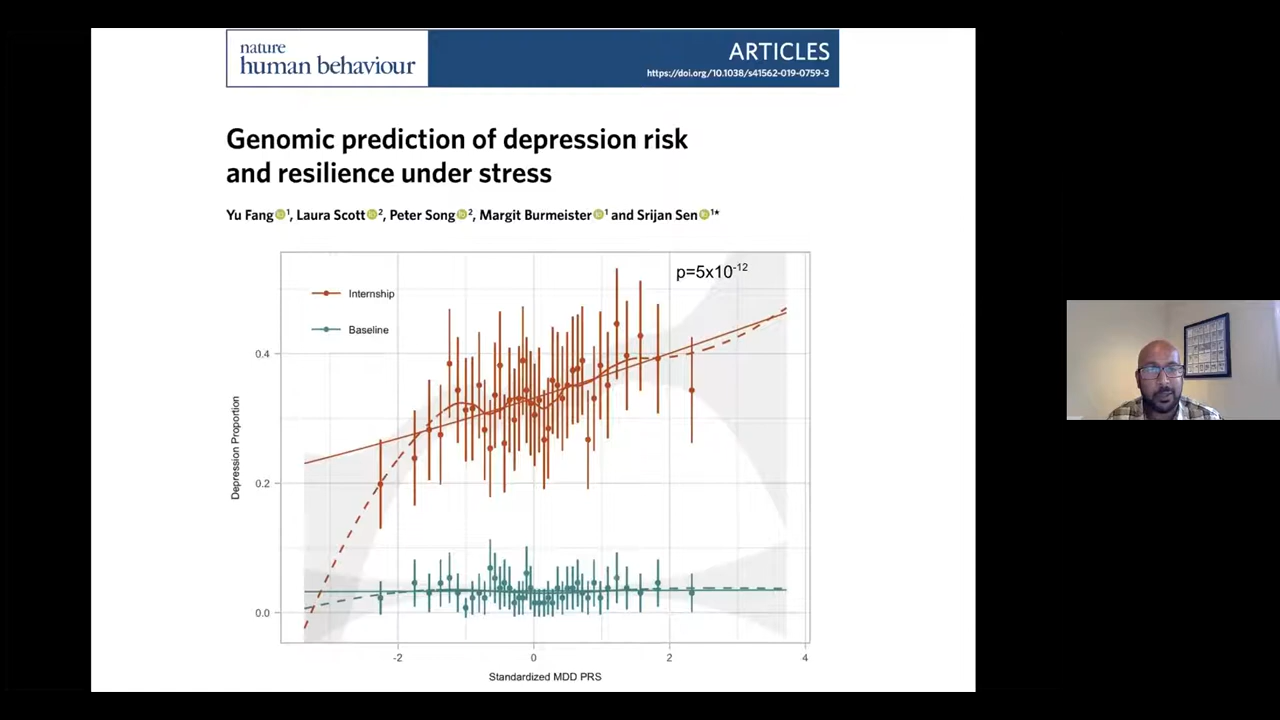 nature
human behaviour
ARTICLES
https://doi.org/10.1038/s41562-019-0759-3
Genomic prediction of depression risk
and resilience under stress
Yu Fang 1, Laura Scott 2, Peter Song 2, Margit Burmeister 1 and Srijan Sen 1*
p=5x10-12
Internship
Baseline
0.4
0.2
0.0
Depression Proportion
-2 0 2 4
Standardized MDD PRS